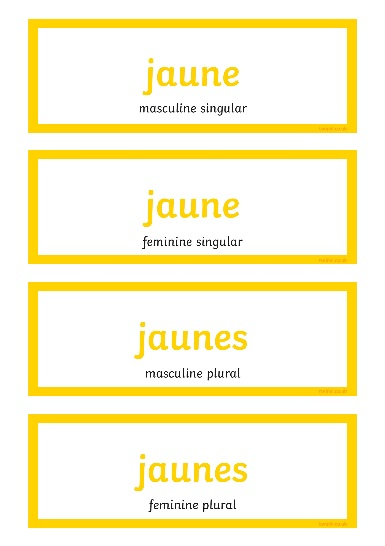 jaune
masculine singular
jaune
feminine singular
jaunes
masculine plural
jaunes
feminine plural